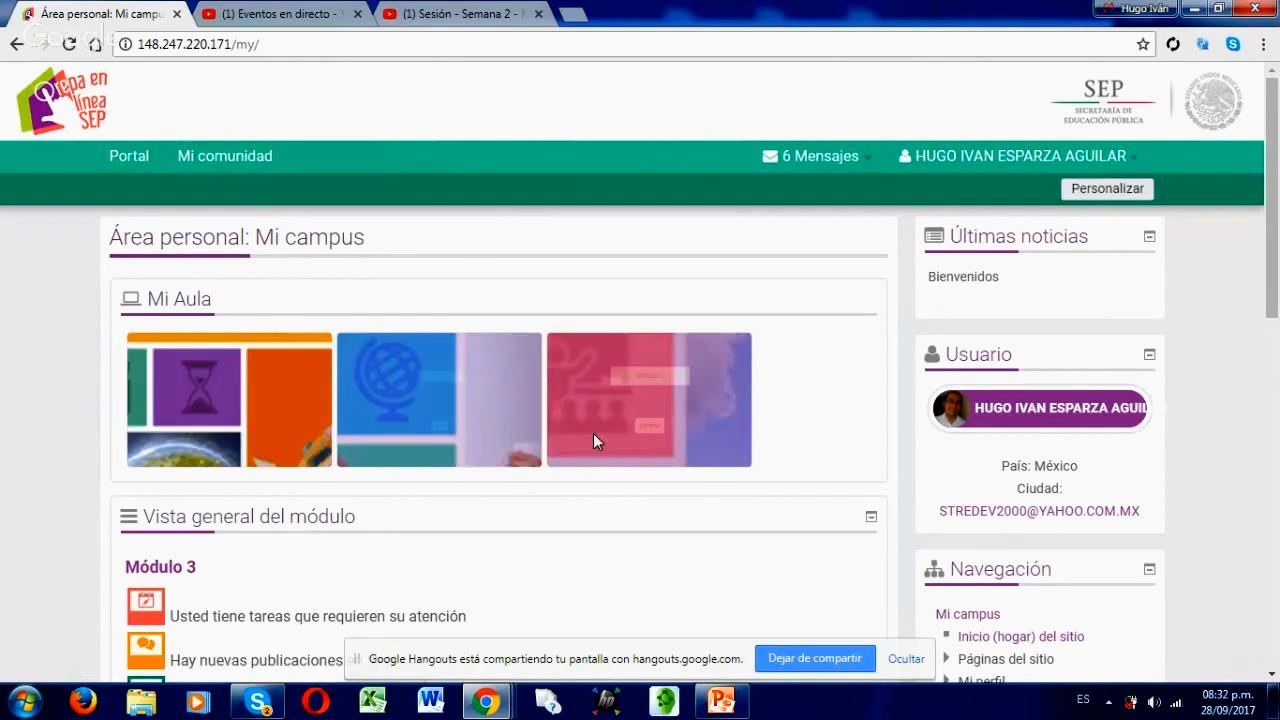 Área personal: Mi campu
(1) Eventos en directo - Y
(1) Sesión - Semana 2 -
Hugo Iván
148.247.220.171/my/
Prepa en
línea
SEP
SEP
SECRETARÍA DE
EDUCACIÓN PÚBLICA
Portal
Mi comunidad
6 Mensajes
HUGO IVAN ESPARZA AGUILAR
Personalizar
Área personal: Mi campus
Mi Aula
Últimas noticias
Bienvenidos
Usuario
HUGO IVAN ESPARZA AGUIL
País: México
Ciudad:
STREDEV2000@YAHOO.COM.MX
Vista general del módulo
Módulo 3
Usted tiene tareas que requieren su atención
Hay nuevas publicaciones
Navegación
Mi campus
Inicio (hogar) del sitio
Páginas del sitio
Mi perfil
Google Hangouts está compartiendo tu pantalla con hangouts.google.com.
Dejar de compartir
Ocultar
ES
08:32 p.m.
28/09/2017